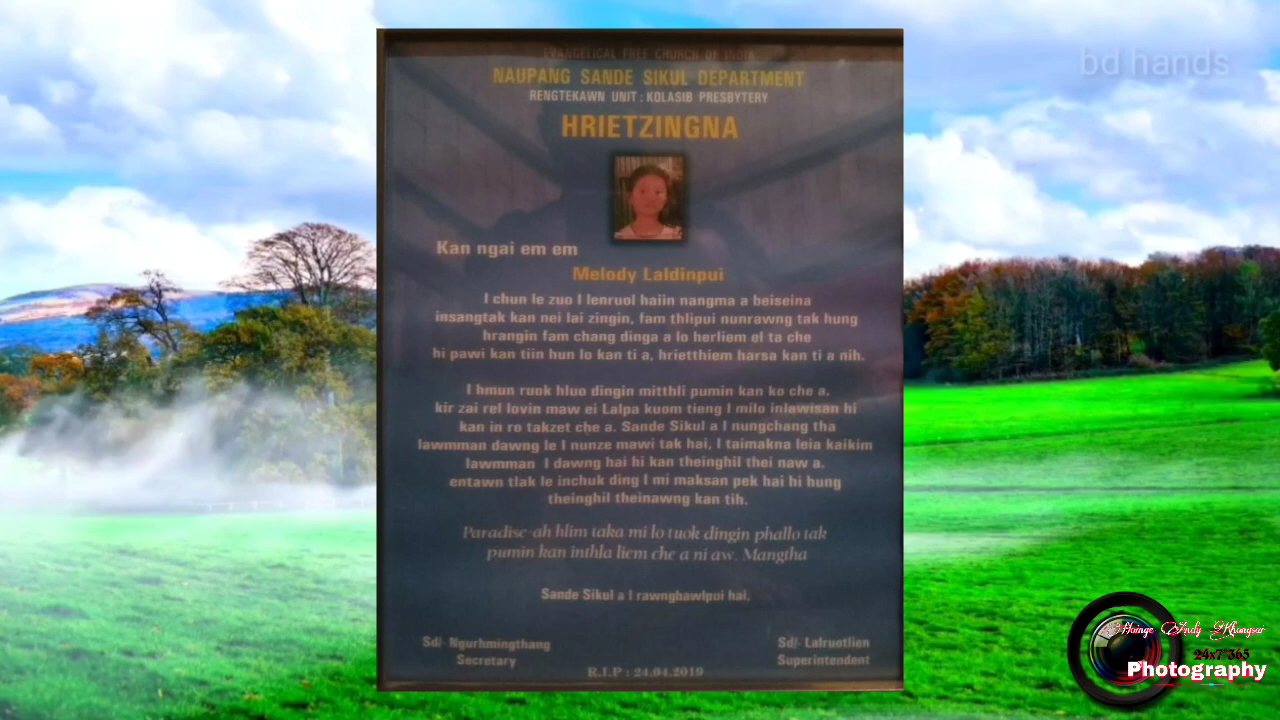 EVANGELICAL FREE CHURCH OF INDIA
NAUPANG SANDE SIKUL DEPARTMENT
RENGTEKAWN UNIT : KOLASIB PRESBYTERY
HRIETZINGNA
Kan ngai em em
Melody Laldinpui
I chun le zuo I lenruol haiin nangma a beiseina
insangtak kan nei lai zingin, fam thlipui nunrawng tak hung
hrangin fam chang dinga a lo herliem el ta che
hi pawi kan tiin hun lo kan ti a, hrietthiem harsa kan ti a nih.
I hmun ruok hluo dingin mitthli pumin kan ko che a,
kir zai rel lovin maw ei Lalpa kuom tieng I milo inlawisan hi
kan in ro takzet che a. Sande Sikul a I nungchang tha
lawmman dawng le I nunze mawi tak hai, I taimakna leia kaikim
lawmman I dawng hai hi kan theinghil thei naw a.
entawn tlak le inchuk ding I mi maksan pek hai hi hung
theinghil theinawng kan tih.
Paradise-ah hlim taka mi lo tuok dingin phallo tak
pumin kan inthla liem che a ni aw. Mangtha
Sande Sikul a I rawngbawlpui hai.
Sd/- Ngurhmingthang
Secretary
Sd/- Lalruotlien
Superintendent
R.I.P : 24.04.2019
bd hands
Hoinge Andy Khongsai
24x7*365
Photography